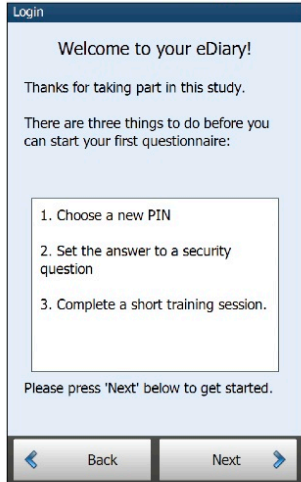 Login
Welcome to your eDiary!
Thanks for taking part in this study.
There are three things to do before you
can start your first questionnaire:
1. Choose a new PIN
2. Set the answer to a security
question
3. Complete a short training session.
Please press 'Next' below to get started.
Back
Next